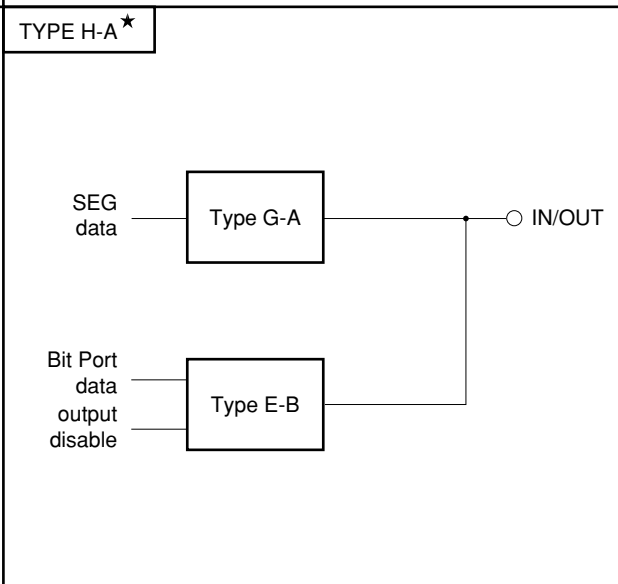 TYPE H-A★
SEG
data
Type G-A
IN/OUT
Bit Port
data
output
disable
Type E-B